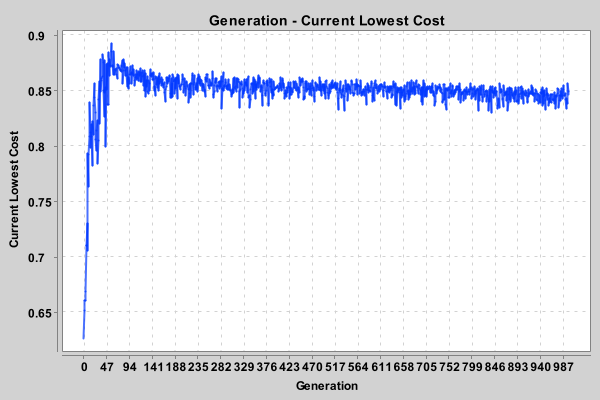 Generation - Current Lowest Cost
0.9
0.85
0.8
0.75
0.7
0.65
Current Lowest Cost
0 47 94 141 188 235 282 329 376 423 470 517 564 611 658 705 752 799 846 893 940 987
Generation